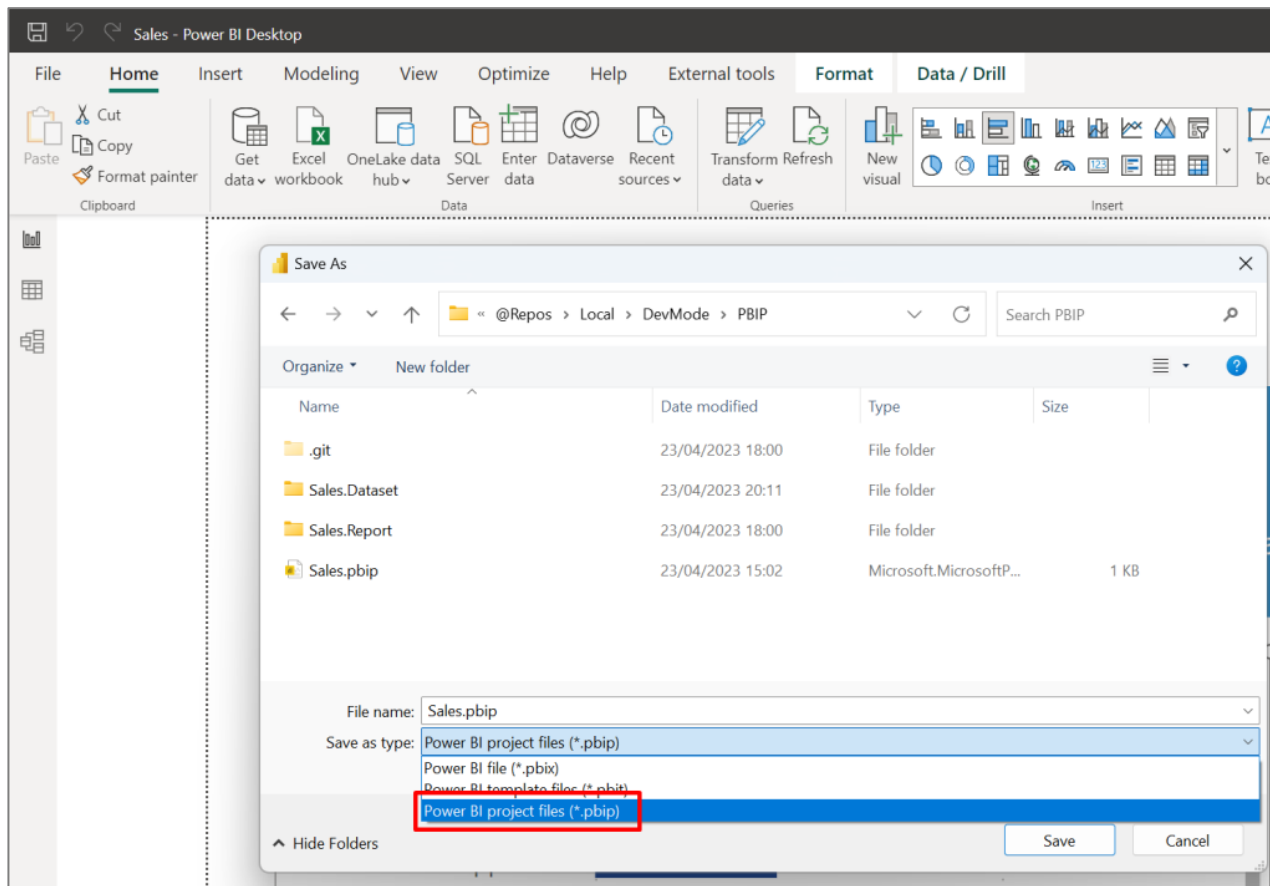 Sales - Power BI Desktop
File Home Insert Modeling View Optimize Help External tools Format Data / Drill
Paste
Cut
Copy
Format painter
Clipboard
Get data
Excel workbook
OneLake data hub
SQL Server
Enter data
Dataverse
Recent sources
Data
Transform data
Refresh
Queries
New visual
123
Insert
Save As
« @Repos › Local › DevMode › PBIP
Search PBIP
Organize New folder
Name Date modified Type Size
.git 23/04/2023 18:00 File folder
Sales.Dataset 23/04/2023 20:11 File folder
Sales.Report 23/04/2023 18:00 File folder
Sales.pbip 23/04/2023 15:02 Microsoft.MicrosoftP... 1 KB
File name: Sales.pbip
Save as type: Power BI project files (*.pbip)
Power BI file (*.pbix)
Power BI template files (*.pbit)
Power BI project files (*.pbip)
Hide Folders
Save Cancel